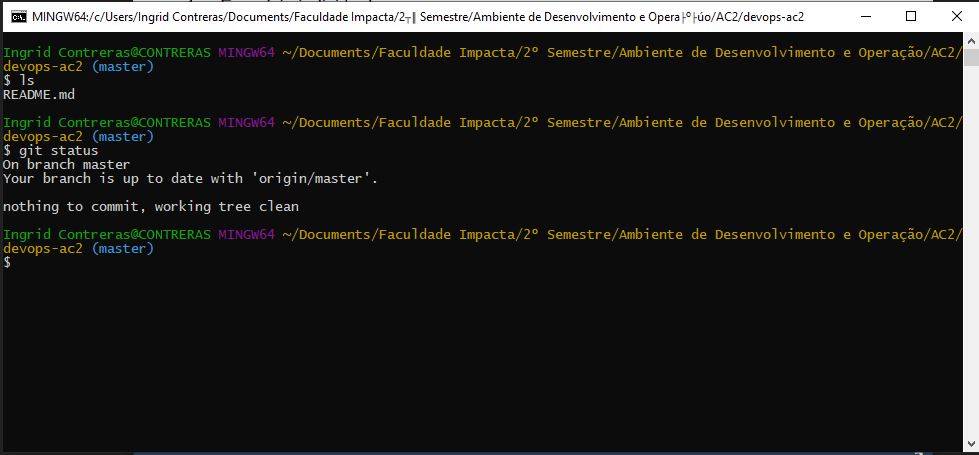 MINGW64:/c/Users/Ingrid Contreras/Documents/Faculdade Impacta/2┬║ Semestre/Ambiente de Desenvolvimento e Opera├º├úo/AC2/devops-ac2
Ingrid Contreras@CONTRERAS MINGW64 ~/Documents/Faculdade Impacta/2º Semestre/Ambiente de Desenvolvimento e Operação/AC2/
devops-ac2 (master)
$ ls
README.md
Ingrid Contreras@CONTRERAS MINGW64 ~/Documents/Faculdade Impacta/2º Semestre/Ambiente de Desenvolvimento e Operação/AC2/
devops-ac2 (master)
$ git status
On branch master
Your branch is up to date with 'origin/master'.
nothing to commit, working tree clean
Ingrid Contreras@CONTRERAS MINGW64 ~/Documents/Faculdade Impacta/2º Semestre/Ambiente de Desenvolvimento e Operação/AC2/
devops-ac2 (master)
$